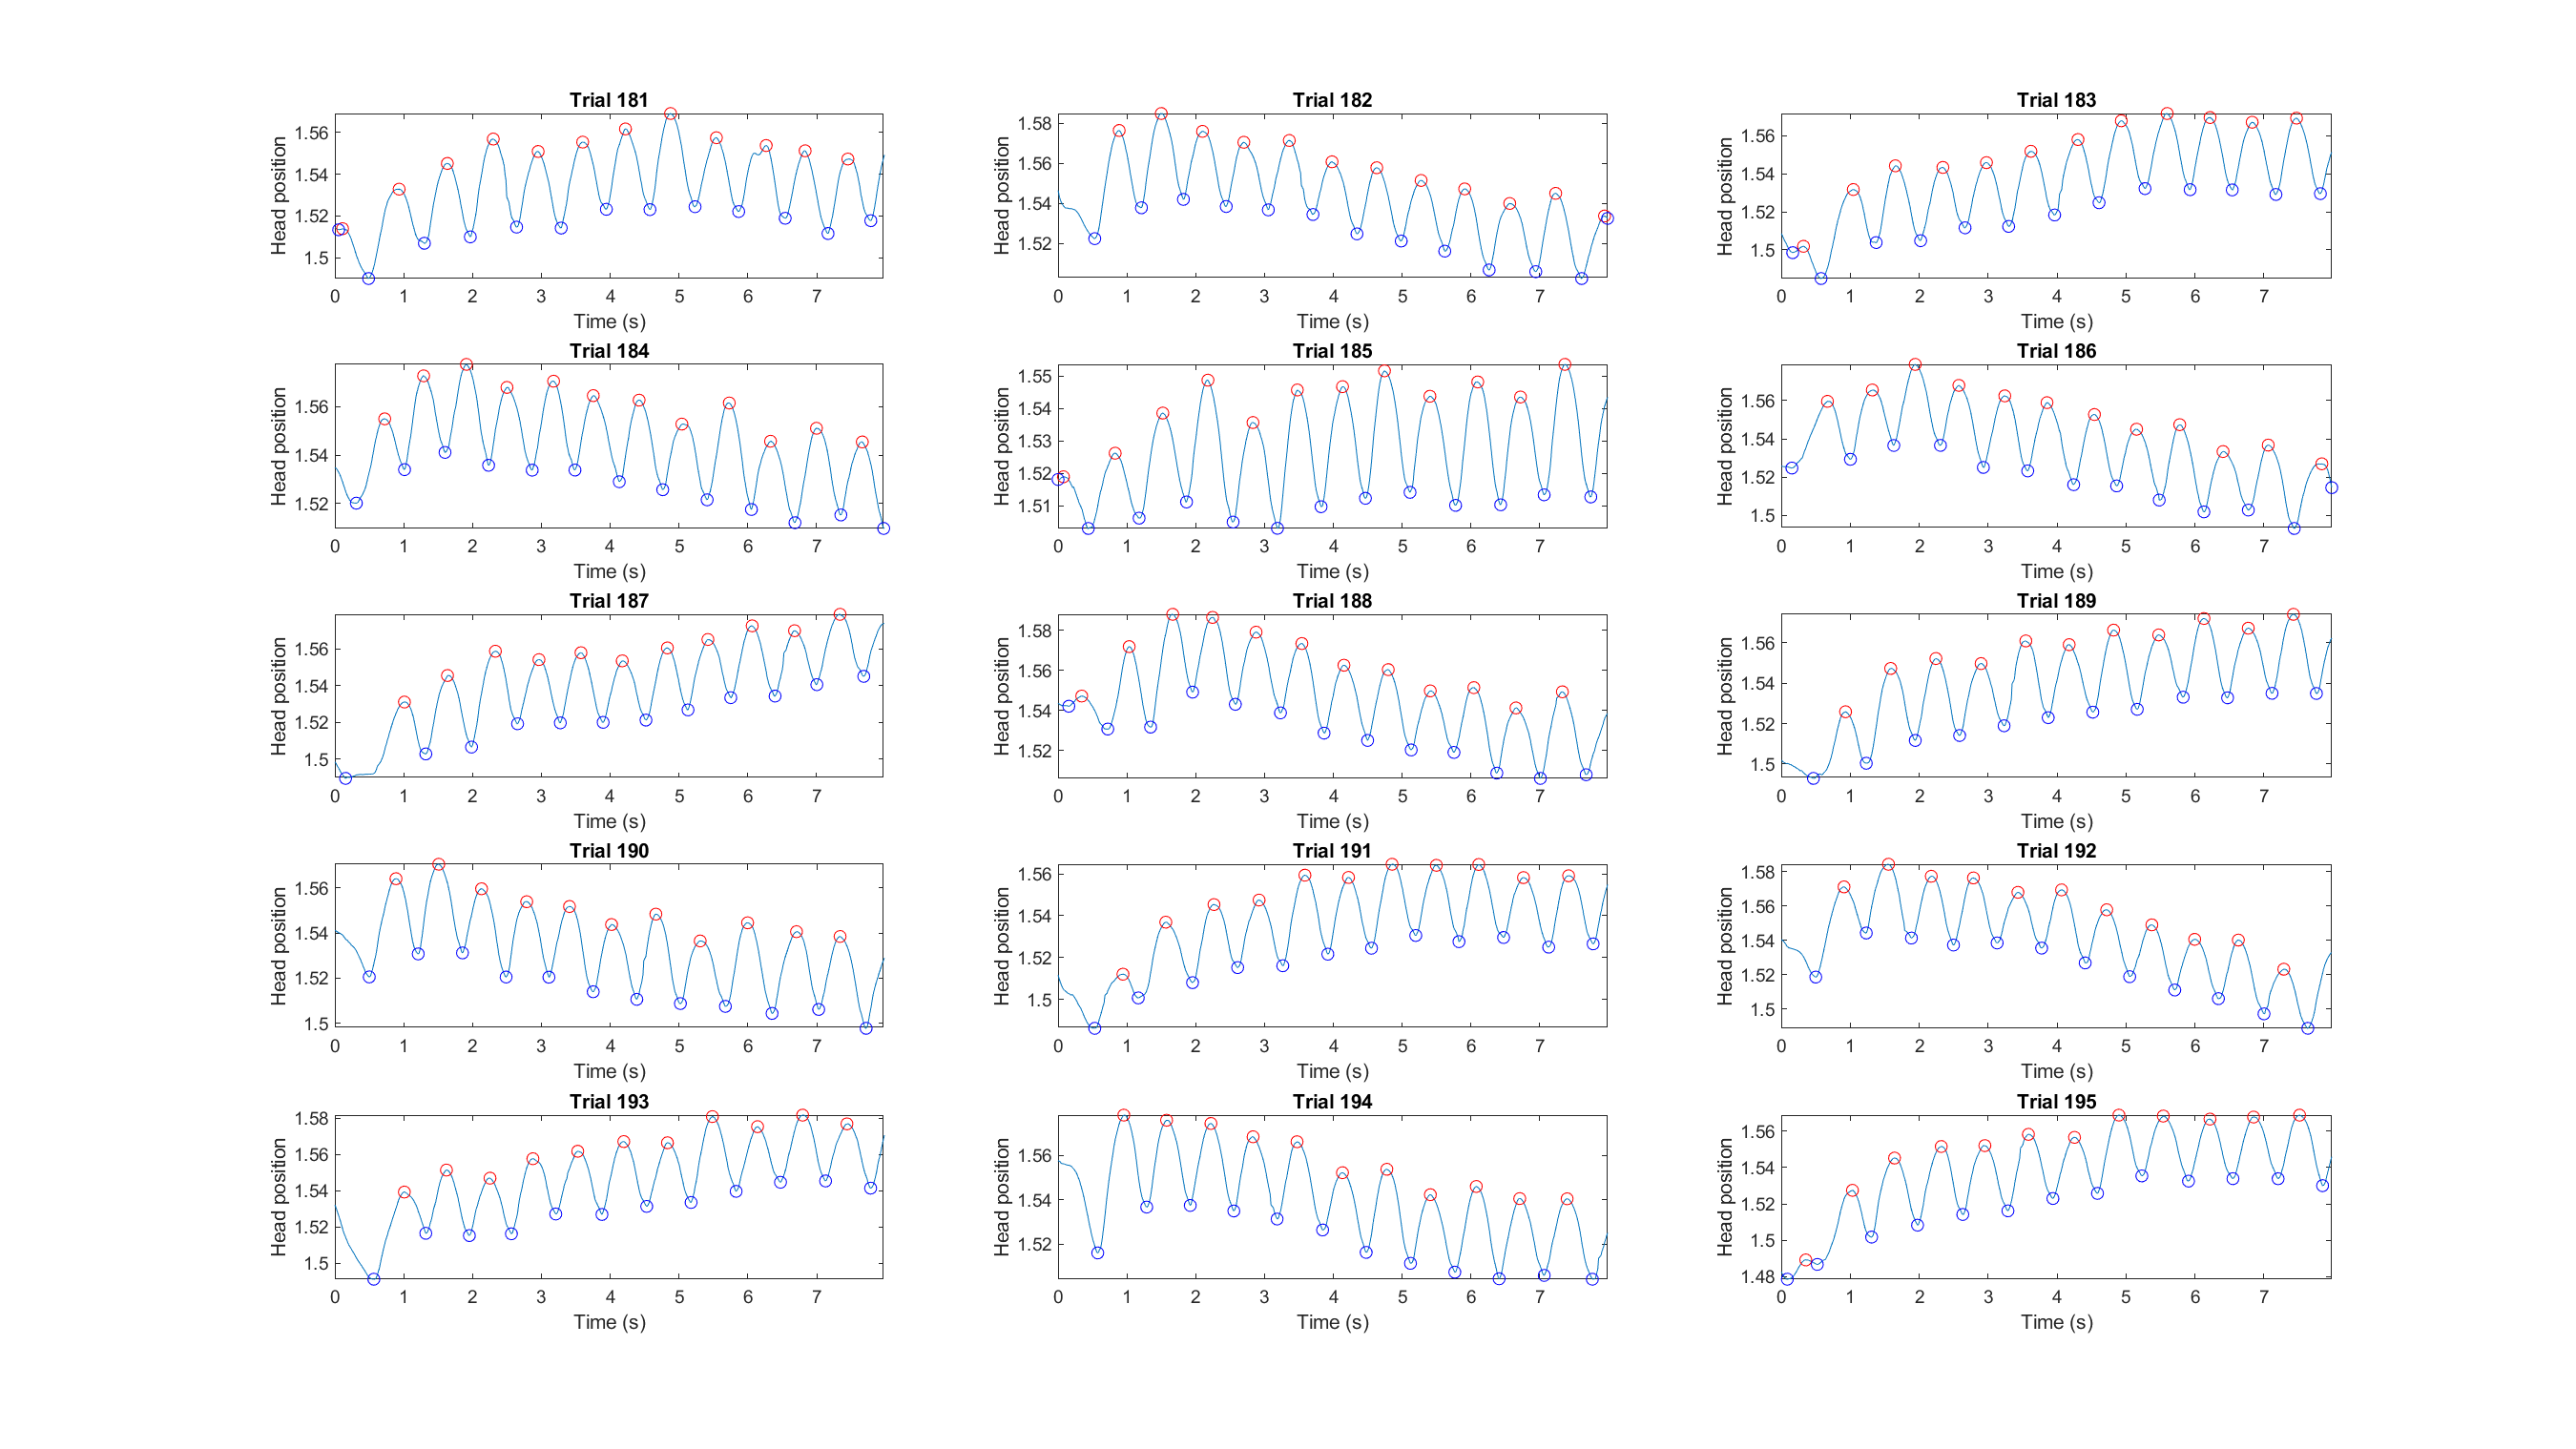 Trial 181 Trial 182 Trial 183
Head position Head position Head position
1.56 1.54 1.52 1.5
1.58 1.56 1.54 1.52
1.56 1.54 1.52 1.5
0 1 2 3 4 5 6 7 0 1 2 3 4 5 6 7 0 1 2 3 4 5 6 7
Time (s) Time (s) Time (s)
Trial 184 Trial 185 Trial 186
Head position Head position Head position
1.56 1.54 1.52
1.55 1.54 1.53 1.52 1.51
1.56 1.54 1.52 1.5
0 1 2 3 4 5 6 7 0 1 2 3 4 5 6 7 0 1 2 3 4 5 6 7
Time (s) Time (s) Time (s)
Trial 187 Trial 188 Trial 189
Head position Head position Head position
1.56 1.54 1.52 1.5
1.58 1.56 1.54 1.52
1.56 1.54 1.52 1.5
0 1 2 3 4 5 6 7 0 1 2 3 4 5 6 7 0 1 2 3 4 5 6 7
Time (s) Time (s) Time (s)
Trial 190 Trial 191 Trial 192
Head position Head position Head position
1.56 1.54 1.52 1.5
1.56 1.54 1.52 1.5
1.58 1.56 1.54 1.52 1.5
0 1 2 3 4 5 6 7 0 1 2 3 4 5 6 7 0 1 2 3 4 5 6 7
Time (s) Time (s) Time (s)
Trial 193 Trial 194 Trial 195
Head position Head position Head position
1.58 1.56 1.54 1.52 1.5
1.56 1.54 1.52
1.56 1.54 1.52 1.5 1.48
0 1 2 3 4 5 6 7 0 1 2 3 4 5 6 7 0 1 2 3 4 5 6 7
Time (s) Time (s) Time (s)